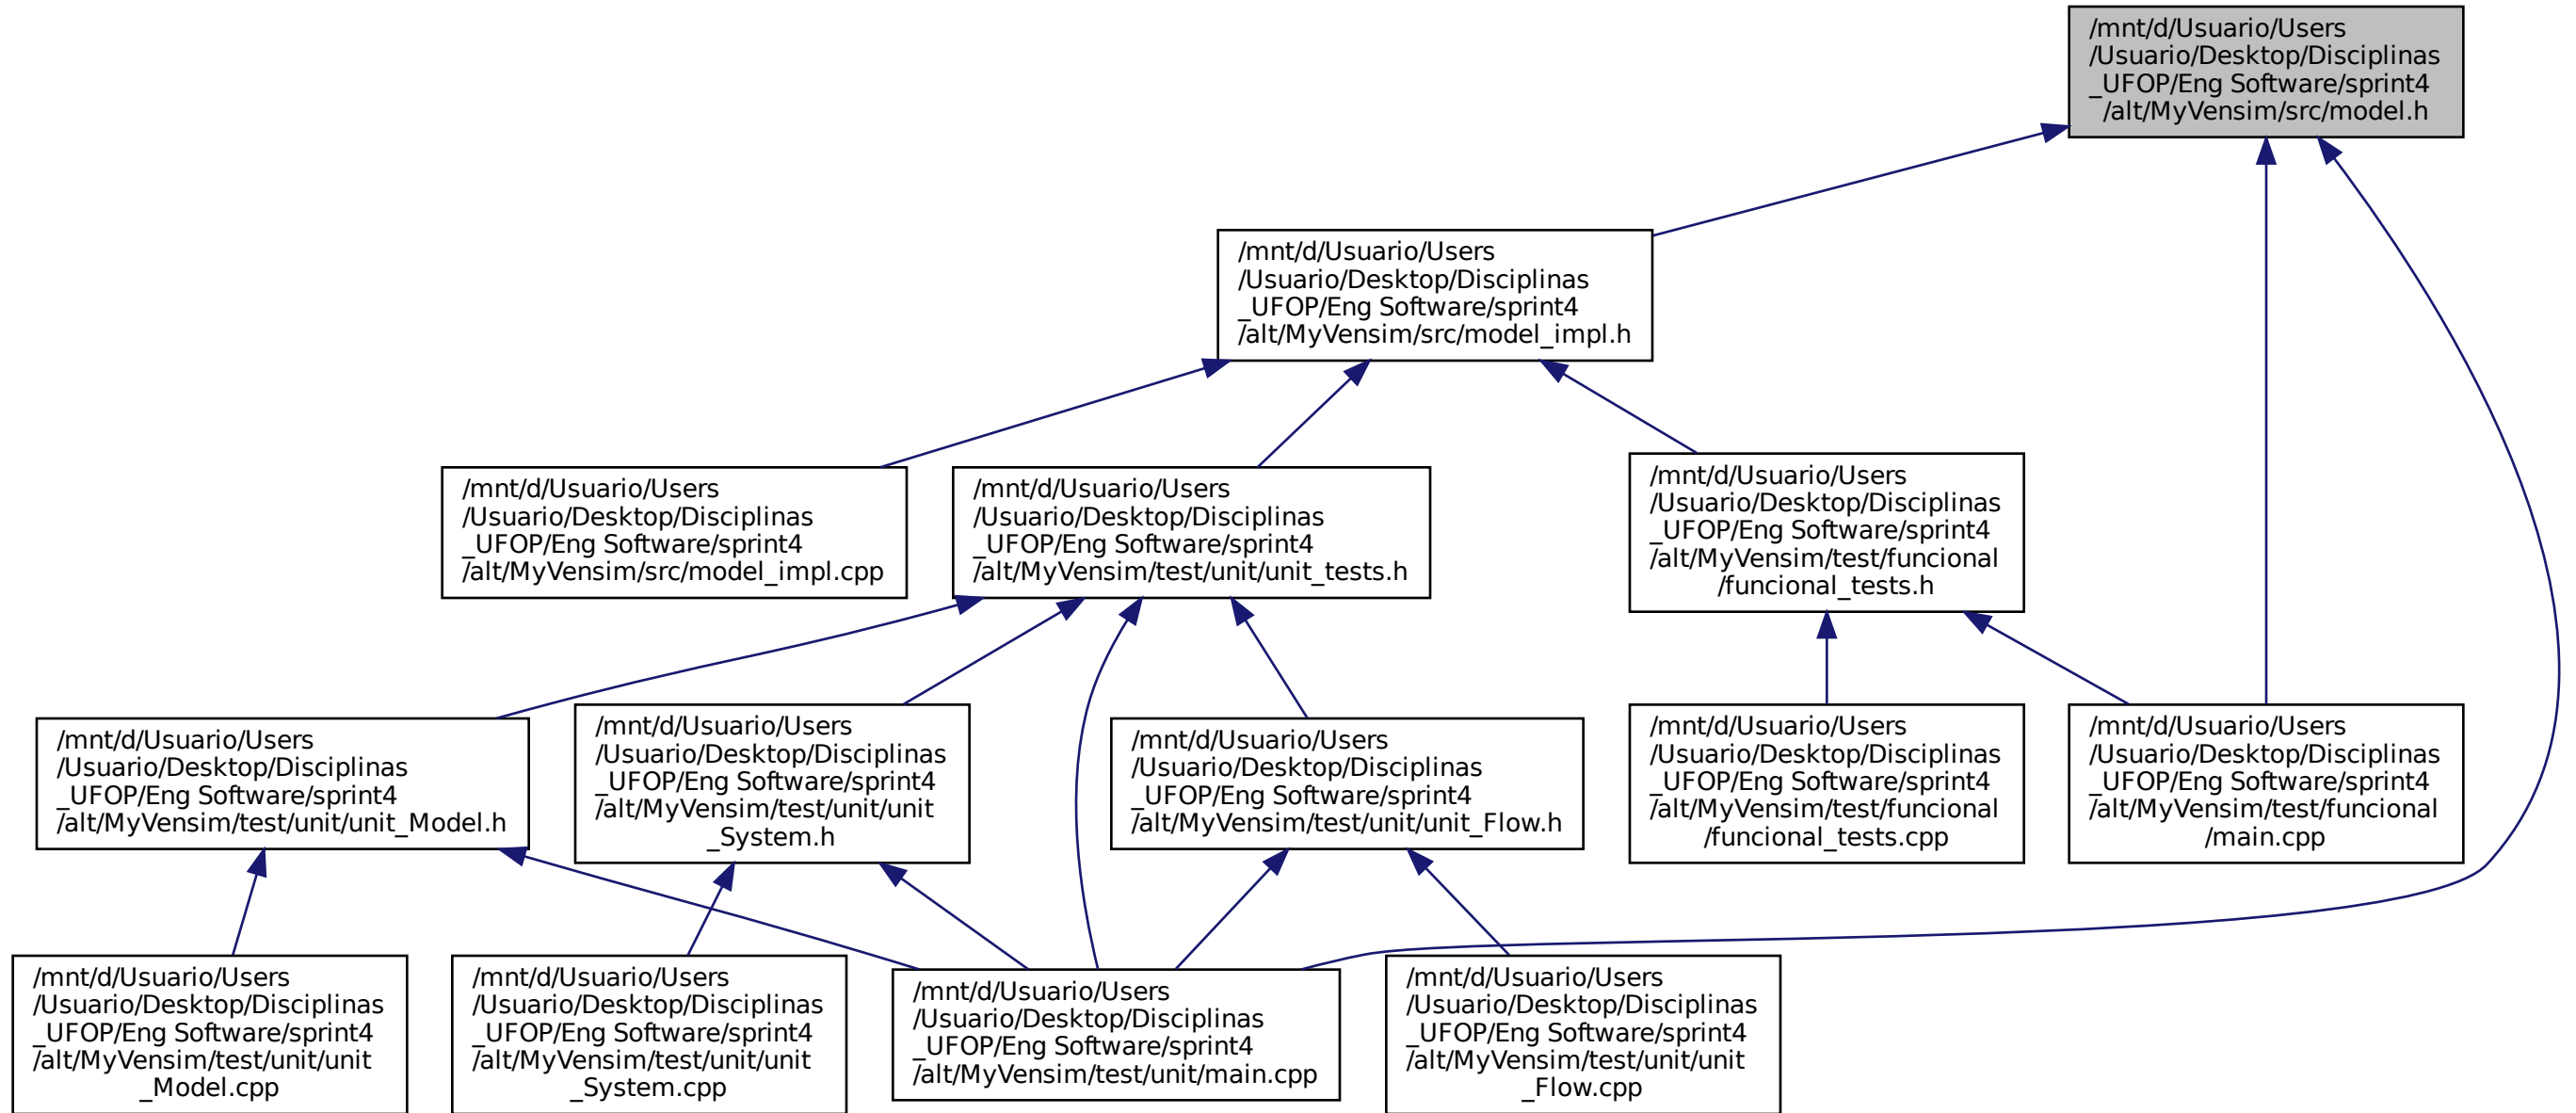 /mnt/d/Usuario/Users
/Usuario/Desktop/Disciplinas
_UFOP/Eng Software/sprint4
/alt/MyVensim/src/model.h
/mnt/d/Usuario/Users
/Usuario/Desktop/Disciplinas
_UFOP/Eng Software/sprint4
/alt/MyVensim/src/model_impl.h
/mnt/d/Usuario/Users
/Usuario/Desktop/Disciplinas
_UFOP/Eng Software/sprint4
/alt/MyVensim/src/model_impl.cpp
/mnt/d/Usuario/Users
/Usuario/Desktop/Disciplinas
_UFOP/Eng Software/sprint4
/alt/MyVensim/test/unit/unit_tests.h
/mnt/d/Usuario/Users
/Usuario/Desktop/Disciplinas
_UFOP/Eng Software/sprint4
/alt/MyVensim/test/funcional
/funcional_tests.h
/mnt/d/Usuario/Users
/Usuario/Desktop/Disciplinas
_UFOP/Eng Software/sprint4
/alt/MyVensim/test/unit/unit_Model.h
/mnt/d/Usuario/Users
/Usuario/Desktop/Disciplinas
_UFOP/Eng Software/sprint4
/alt/MyVensim/test/unit/unit
_System.h
/mnt/d/Usuario/Users
/Usuario/Desktop/Disciplinas
_UFOP/Eng Software/sprint4
/alt/MyVensim/test/unit/unit_Flow.h
/mnt/d/Usuario/Users
/Usuario/Desktop/Disciplinas
_UFOP/Eng Software/sprint4
/alt/MyVensim/test/funcional
/funcional_tests.cpp
/mnt/d/Usuario/Users
/Usuario/Desktop/Disciplinas
_UFOP/Eng Software/sprint4
/alt/MyVensim/test/funcional
/main.cpp
/mnt/d/Usuario/Users
/Usuario/Desktop/Disciplinas
_UFOP/Eng Software/sprint4
/alt/MyVensim/test/unit/unit
_Model.cpp
/mnt/d/Usuario/Users
/Usuario/Desktop/Disciplinas
_UFOP/Eng Software/sprint4
/alt/MyVensim/test/unit/unit
_System.cpp
/mnt/d/Usuario/Users
/Usuario/Desktop/Disciplinas
_UFOP/Eng Software/sprint4
/alt/MyVensim/test/unit/main.cpp
/mnt/d/Usuario/Users
/Usuario/Desktop/Disciplinas
_UFOP/Eng Software/sprint4
/alt/MyVensim/test/unit/unit
_Flow.cpp